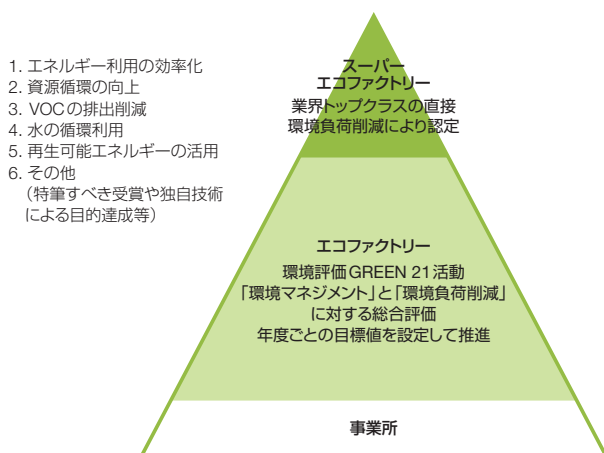 1. エネルギー利用の効率化
2. 資源循環の向上
3. VOCの排出削減
4. 水の循環利用
5. 再生可能エネルギーの活用
6. その他
（特筆すべき受賞や独自技術
による目的達成等）
スーパー
エコファクトリー
業界トップクラスの直接
環境負荷削減により認定
エコファクトリー
環境評価GREEN 21活動
「環境マネジメント」と「環境負荷削減」
に対する総合評価
年度ごとの目標値を設定して推進
事業所